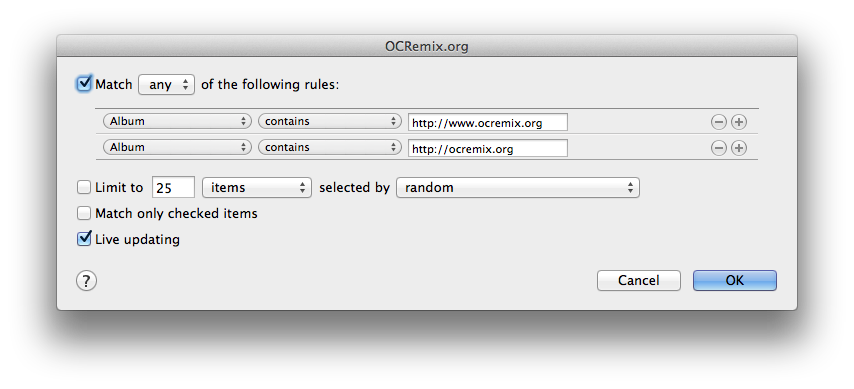 OCRemix.org
Match any of the following rules:
Album contains http://www.ocremix.org
Album contains http://ocremix.org
Limit to 25 items selected by random
Match only checked items
Live updating
? Cancel OK